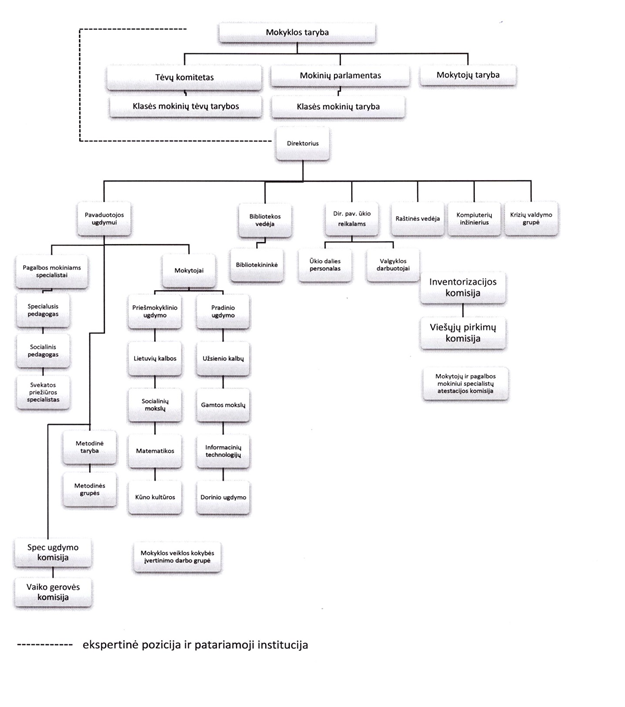 Mokyklos taryba
Tėvų komitetas
Mokinių parlamentas
Mokytojų taryba
Klasės mokinių tėvų tarybos
Klasės mokinių taryba
Direktorius
Pavaduotojos
ugdymui
Bibliotekos
vedėja
Dir. pav. ūkio
reikalams
Raštinės vedėja
Kompiuterių
inžinierius
Krizių valdymo
grupė
Pagalbos mokiniams
specialistai
Mokytojai
Bibliotekininkė
Ūkio dalies
personalas
Valgyklos
darbuotojai
Specialusis
pedagogas
Socialinis
pedagogas
Svekatos
priežiūros
specialistas
Priešmokyklinio
ugdymo
Pradinio
ugdymo
Lietuvių kalbos
Užsienio kalbų
Socialinių
mokslų
Gamtos mokslų
Matematikos
Informacinių
technologijų
Kūno kultūros
Dorinio ugdymo
Inventorizacijos
komisija
Viešųjų pirkimų
komisija
Mokytojų ir pagalbos
mokiniui specialistų
atestacijos komisija
Metodinė
taryba
Metodinės
grupės
Spec ugdymo
komisija
Vaiko gerovės
komisija
Mokyklos veiklos kokybės
įvertinimo darbo grupė
ekspertinė pozicija ir patariamoji institucija